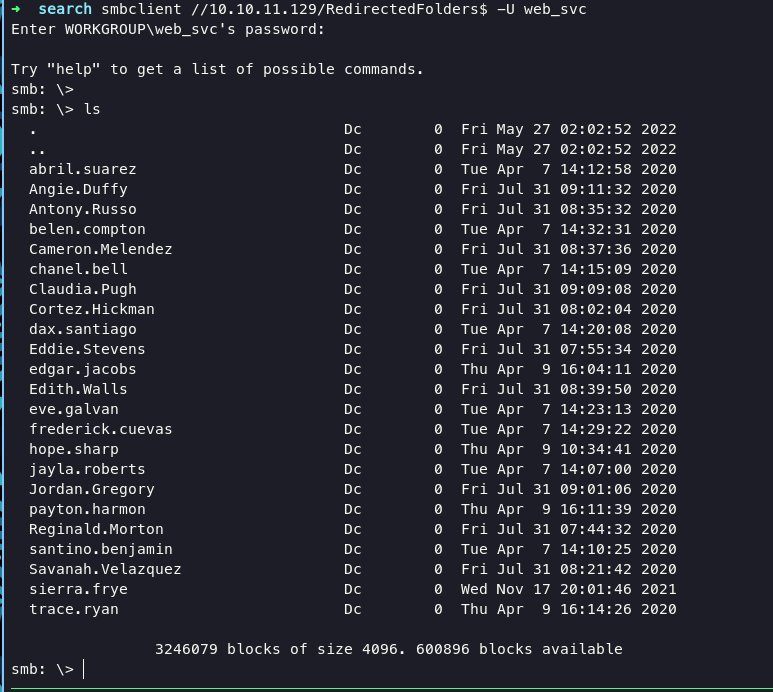 ➜  search smbclient //10.10.11.129/RedirectedFolders$ -U web_svc
Enter WORKGROUP\web_svc's password:
Try "help" to get a list of possible commands.
smb: \>
smb: \> ls
  .                                  Dc        0  Fri May 27 02:02:52 2022
  ..                                 Dc        0  Fri May 27 02:02:52 2022
  abril.suarez                       Dc        0  Tue Apr  7 14:12:58 2020
  Angie.Duffy                        Dc        0  Fri Jul 31 09:11:32 2020
  Antony.Russo                       Dc        0  Fri Jul 31 08:35:32 2020
  belen.compton                      Dc        0  Tue Apr  7 14:32:31 2020
  Cameron.Melendez                   Dc        0  Fri Jul 31 08:37:36 2020
  chanel.bell                        Dc        0  Tue Apr  7 14:15:09 2020
  Claudia.Pugh                       Dc        0  Fri Jul 31 09:09:08 2020
  Cortez.Hickman                     Dc        0  Fri Jul 31 08:02:04 2020
  dax.santiago                       Dc        0  Tue Apr  7 14:20:08 2020
  Eddie.Stevens                      Dc        0  Fri Jul 31 07:55:34 2020
  edgar.jacobs                       Dc        0  Thu Apr  9 16:04:11 2020
  Edith.Walls                        Dc        0  Fri Jul 31 08:39:50 2020
  eve.galvan                         Dc        0  Tue Apr  7 14:23:13 2020
  frederick.cuevas                   Dc        0  Tue Apr  7 14:29:22 2020
  hope.sharp                         Dc        0  Thu Apr  9 10:34:41 2020
  jayla.roberts                      Dc        0  Tue Apr  7 14:07:00 2020
  Jordan.Gregory                     Dc        0  Fri Jul 31 09:01:06 2020
  payton.harmon                      Dc        0  Thu Apr  9 16:11:39 2020
  Reginald.Morton                    Dc        0  Fri Jul 31 07:44:32 2020
  santino.benjamin                   Dc        0  Tue Apr  7 14:10:25 2020
  Savanah.Velazquez                  Dc        0  Fri Jul 31 08:21:42 2020
  sierra.frye                        Dc        0  Wed Nov 17 20:01:46 2021
  trace.ryan                         Dc        0  Thu Apr  9 16:14:26 2020
                3246079 blocks of size 4096. 600896 blocks available
smb: \>